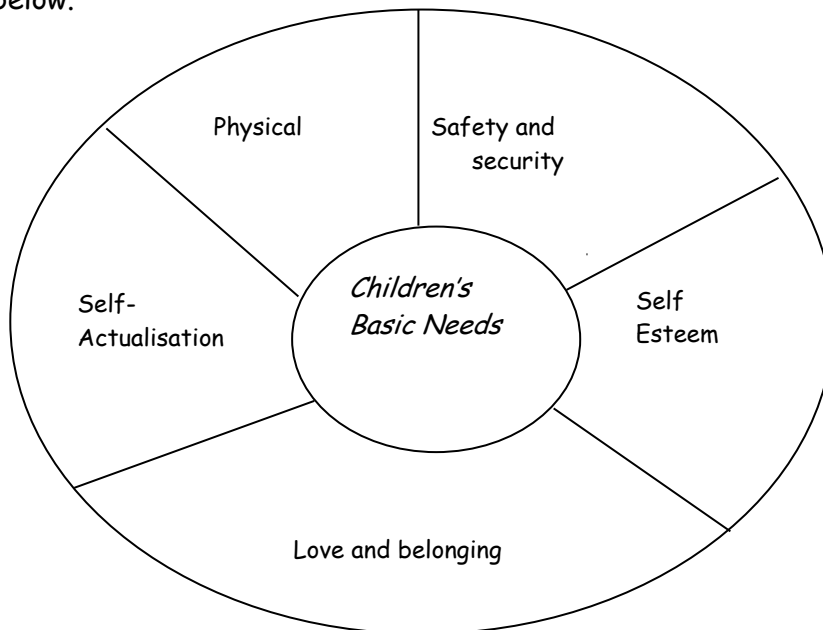 below.
Physical
Safety and
security
Children's
Basic Needs
Self-
Actualisation
Self
Esteem
Love and belonging